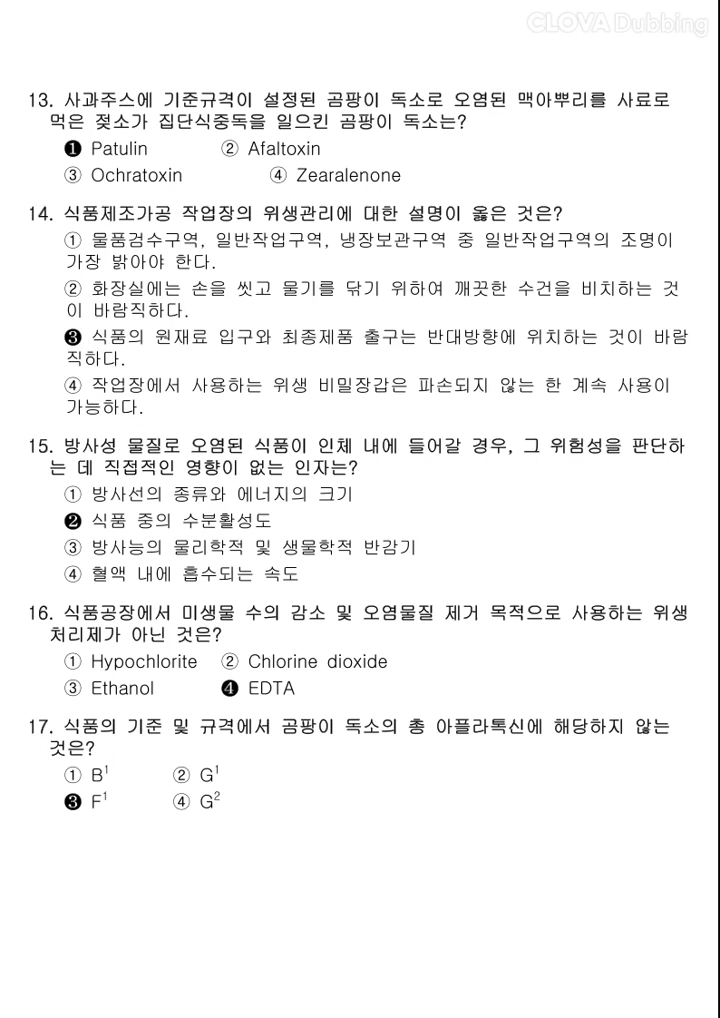 CLOVA Dubbing
13. 사과주스에 기준규격이 설정된 곰팡이 독소로 오염된 맥아뿌리를 사료로
먹은 젖소가 집단식중독을 일으킨 곰팡이 독소는?
❶ Patulin ② Afaltoxin
③ Ochratoxin ④ Zearalenone
14. 식품제조가공 작업장의 위생관리에 대한 설명이 옳은 것은?
① 물품검수구역, 일반작업구역, 냉장보관구역 중 일반작업구역의 조명이
가장 밝아야 한다.
② 화장실에는 손을 씻고 물기를 닦기 위하여 깨끗한 수건을 비치하는 것
이 바람직하다.
❸ 식품의 원재료 입구와 최종제품 출구는 반대방향에 위치하는 것이 바람
직하다.
④ 작업장에서 사용하는 위생 비밀장갑은 파손되지 않는 한 계속 사용이
가능하다.
15. 방사성 물질로 오염된 식품이 인체 내에 들어갈 경우, 그 위험성을 판단하
는 데 직접적인 영향이 없는 인자는?
① 방사선의 종류와 에너지의 크기
❷ 식품 중의 수분활성도
③ 방사능의 물리학적 및 생물학적 반감기
④ 혈액 내에 흡수되는 속도
16. 식품공장에서 미생물 수의 감소 및 오염물질 제거 목적으로 사용하는 위생
처리제가 아닌 것은?
① Hypochlorite ② Chlorine dioxide
③ Ethanol ❹ EDTA
17. 식품의 기준 및 규격에서 곰팡이 독소의 총 아플라톡신에 해당하지 않는
것은?
① B¹ ② G¹
❸ F¹ ④ G²